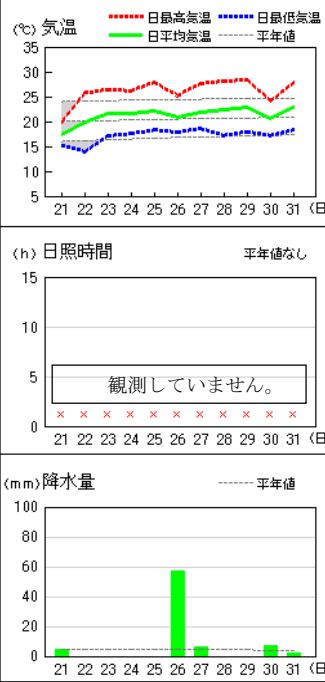 (℃) 気温
日最高気温 日最低気温
日平均気温 平年値
35
30
25
20
15
10
5
21 22 23 24 25 26 27 28 29 30 31 (日
(h) 日照時間 平年値なし
15
10
5
0
観測していません。
× × × × × × × × × × ×
21 22 23 24 25 26 27 28 29 30 31 (日
(mm) 降水量 平年値
100
80
60
40
20
0
21 22 23 24 25 26 27 28 29 30 31 (日